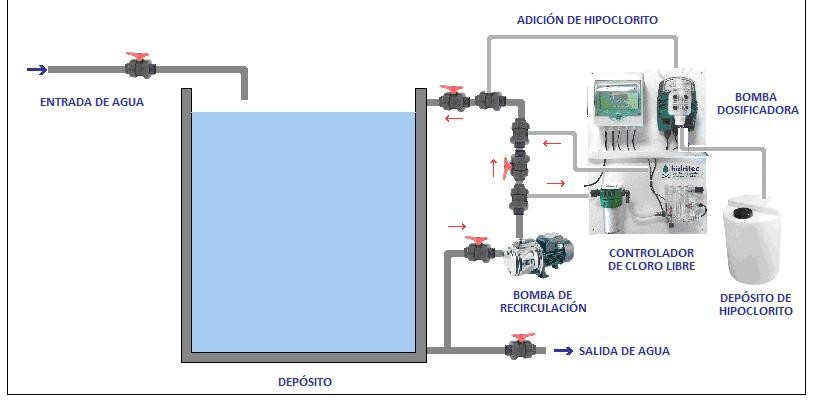 ADICIÓN DE HIPOCLORITO
ENTRADA DE AGUA
BOMBA
DOSIFICADORA
hidritec
CONTROLADOR
DE CLORO LIBRE
BOMBA DE
RECIRCULACIÓN
DEPÓSITO DE
HIPOCLORITO
SALIDA DE AGUA
DEPÓSITO